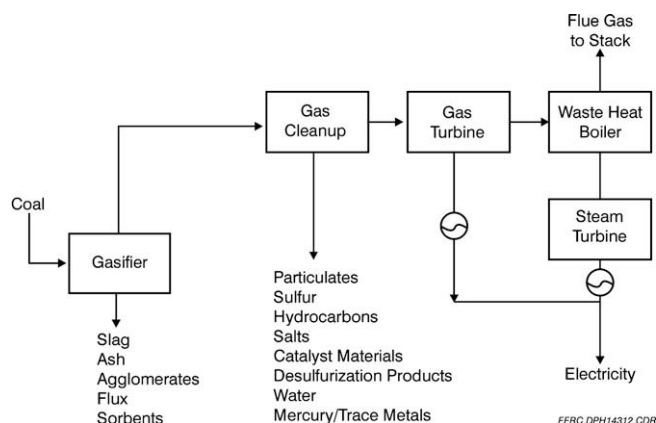 Flue Gas
to Stack
Gas
Cleanup
Gas
Turbine
Waste Heat
Boiler
Coal
Gasifier
Steam
Turbine
Slag
Ash
Agglomerates
Flux
Sorbents
Particulates
Sulfur
Hydrocarbons
Salts
Catalyst Materials
Desulfurization Products
Water
Mercury/Trace Metals
Electricity
EERC DPH14312.CDR